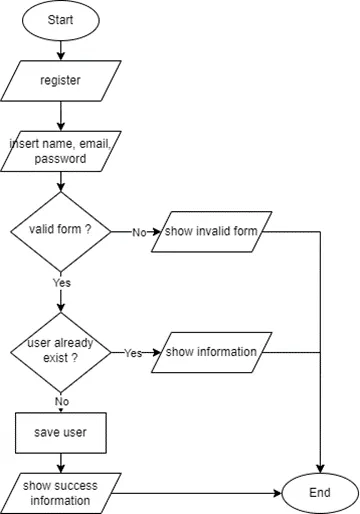 Start
register
insert name, email,
password
valid form ?
No
show invalid form
Yes
user already
exist ?
Yes
show information
No
save user
show success
information
End